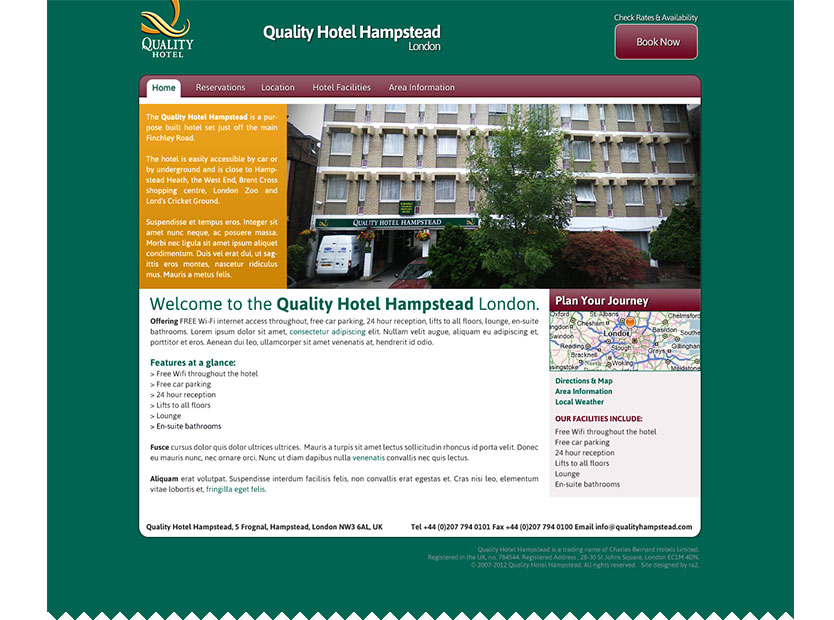 QUALITY
HOTEL
Quality Hotel Hampstead
London
Check Rates & Availability
Book Now
Home
Reservations
Location
Hotel Facilities
Area Information
The Quality Hotel Hampstead is a pur-
pose built hotel set just off the main
Finchley Road.
The hotel is easily accessible by car or
by underground and is close to Hamp-
stead Heath, the West End, Brent Cross
shopping centre, London Zoo and
Lord's Cricket Ground.
Suspendisse et tempus eros. Integer sit
amet nunc neque, ac posuere massa.
Morbi nec ligula sit amet ipsum aliquet
condimentum. Duis vel erat dui, ut sag-
ittis eros montes, nascetur ridiculus
mus. Mauris a metus felis.
QUALITY HOTEL HAMPSTEAD
Welcome to the Quality Hotel Hampstead London.
Offering FREE Wi-Fi internet access throughout, free car parking, 24 hour reception, lifts to all floors, lounge, en-suite
bathrooms. Lorem ipsum dolor sit amet, consectetur adipiscing elit. Nullam velit augue, aliquam eu adipiscing et,
porttitor et eros. Aenean dui leo, ullamcorper sit amet venenatis at, hendrerit id odio.
Features at a glance:
> Free Wifi throughout the hotel
> Free car parking
> 24 hour reception
> Lifts to all floors
> Lounge
> En-suite bathrooms
Fusce cursus dolor quis dolor ultrices ultrices. Mauris a turpis sit amet lectus sollicitudin rhoncus id porta velit. Donec
eu mauris nunc, nec ornare orci. Nunc ut diam dapibus nulla venenatis convallis nec quis lectus.
Aliquam erat volutpat. Suspendisse interdum facilisis felis, non convallis erat egestas et. Cras nisi leo, elementum
vitae lobortis et, fringilla eget felis.
Plan Your Journey
Oxford
St. Albans
Chelmsford
Chesham
Basildon
Swindon
London
Reading
Slough
Grays
Gillingham
Bracknell
Woking
Maidstone
Directions & Map
Area Information
Local Weather
OUR FACILITIES INCLUDE:
Free Wifi throughout the hotel
Free car parking
24 hour reception
Lifts to all floors
Lounge
En-suite bathrooms
Quality Hotel Hampstead, 5 Frognal, Hampstead, London NW3 6AL, UK
Tel +44 (0)207 794 0101 Fax +44 (0)207 794 0100 Email info@qualityhampstead.com
Quality Hotel Hampstead is a trading name of Charles Bernard Hotels Limited.
Registered in the UK, no. 784544. Registered Address , 28-30 St Johns Square, London EC1M 4DN.
© 2007-2012 Quality Hotel Hampstead. All rights reserved. Site designed by ra2.